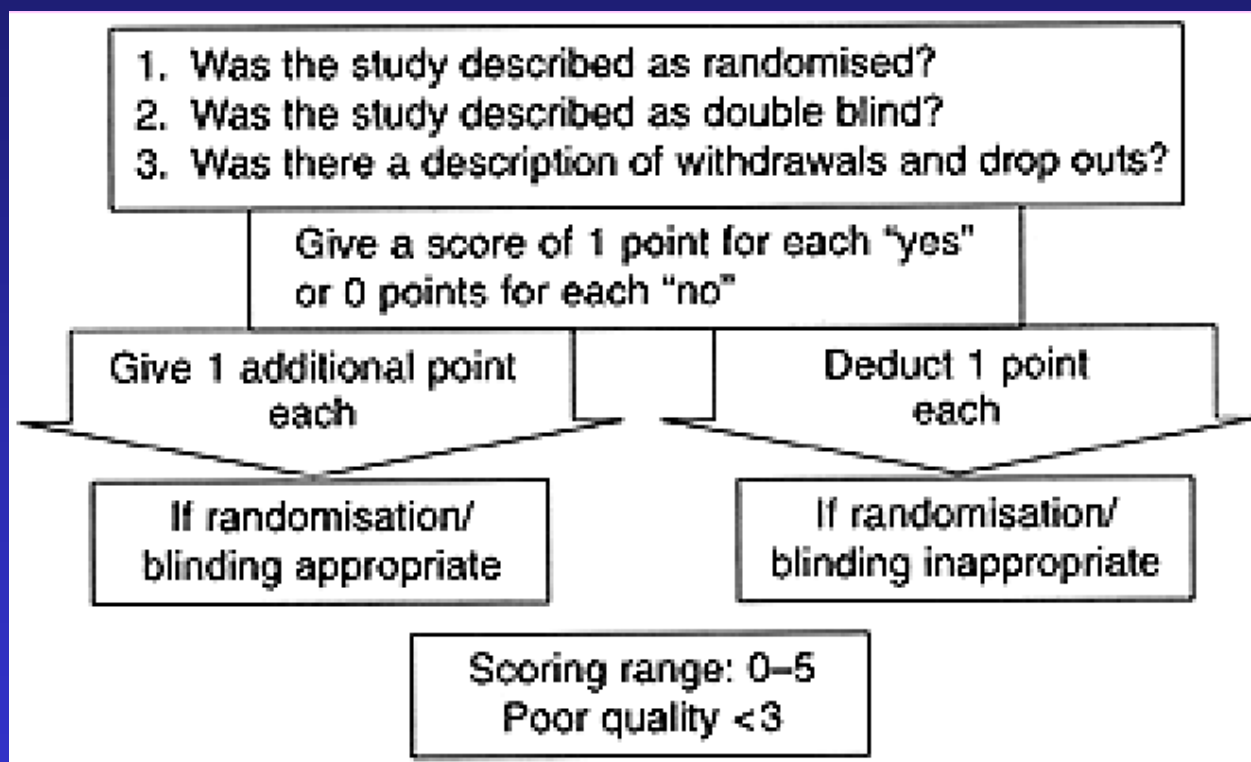 1. Was the study described as randomised?
2. Was the study described as double blind?
3. Was there a description of withdrawals and drop outs?
Give a score of 1 point for each “yes”
or 0 points for each “no”
Give 1 additional point
each
Deduct 1 point
each
If randomisation/
blinding appropriate
If randomisation/
blinding inappropriate
Scoring range: 0–5
Poor quality <3